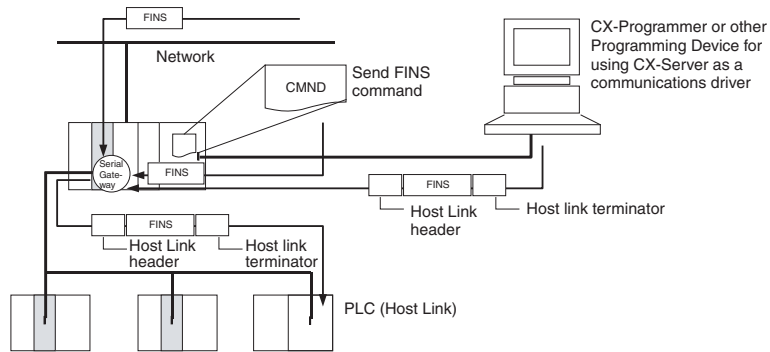 FINS
Network
CMND
Send FINS
command
CX-Programmer or other
Programming Device for
using CX-Server as a
communications driver
Serial
Gate-
way
FINS
FINS
Host Link
header
Host link terminator
FINS
Host Link
header
Host link
terminator
PLC (Host Link)